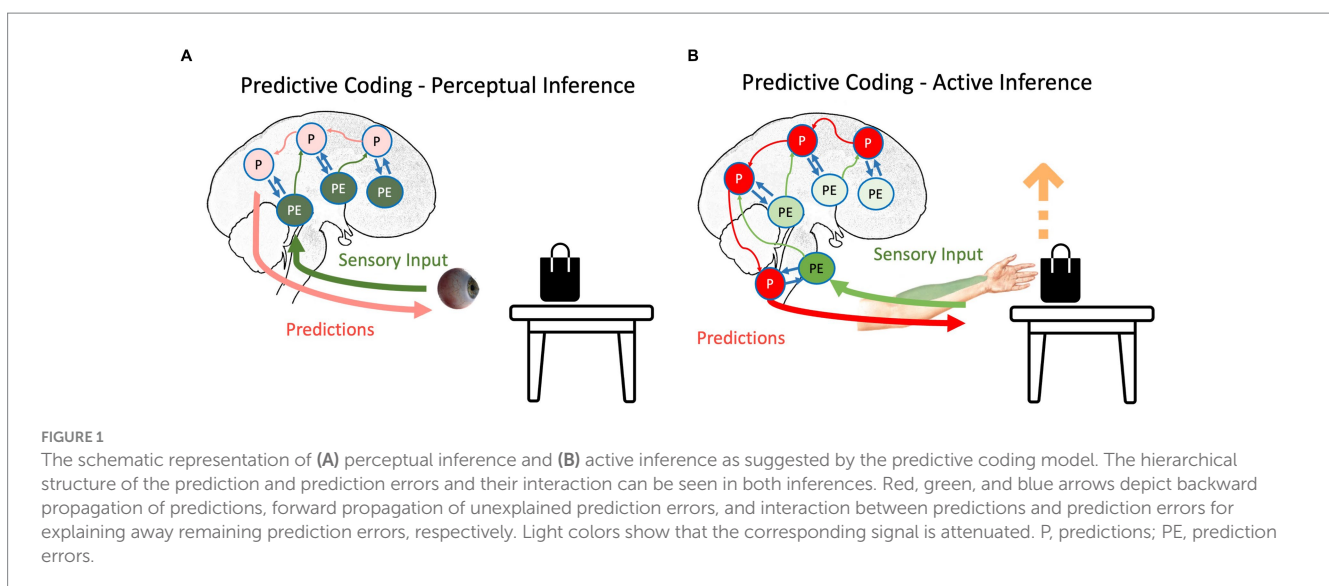 A
Predictive Coding - Perceptual Inference
P
P
P
PE
PE
PE
Sensory Input
Predictions
B
Predictive Coding - Active Inference
P
P
P
PE
PE
PE
P
PE
Sensory Input
Predictions
FIGURE 1
The schematic representation of (A) perceptual inference and (B) active inference as suggested by the predictive coding model. The hierarchical
structure of the prediction and prediction errors and their interaction can be seen in both inferences. Red, green, and blue arrows depict backward
propagation of predictions, forward propagation of unexplained prediction errors, and interaction between predictions and prediction errors for
explaining away remaining prediction errors, respectively. Light colors show that the corresponding signal is attenuated. P, predictions; PE, prediction
errors.